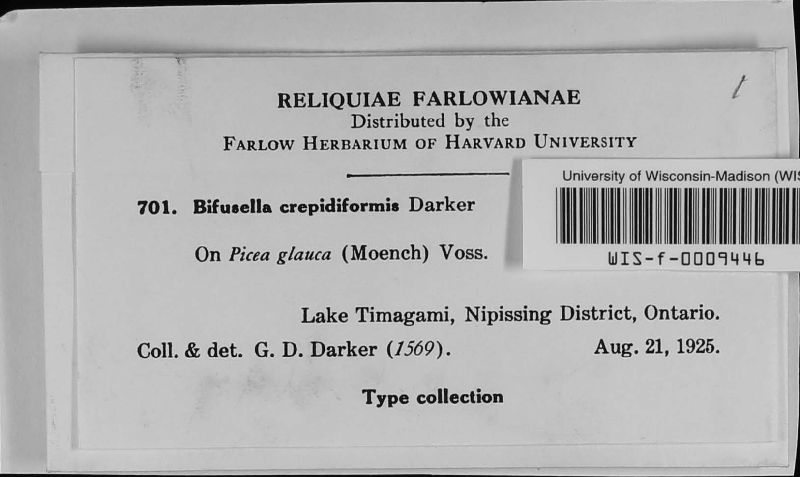 RELIQUIAE FARLOWIANAE
Distributed by the
FARLOW HERBARIUM OF HARVARD UNIVERSITY
University of Wisconsin-Madison (WIS
WIS-f-0009446
701. Bifusella crepidiformis Darker
On Picea glauca (Moench) Voss.
Lake Timagami, Nipissing District, Ontario.
Coll. & det. G. D. Darker (1569). Aug. 21, 1925.
Type collection